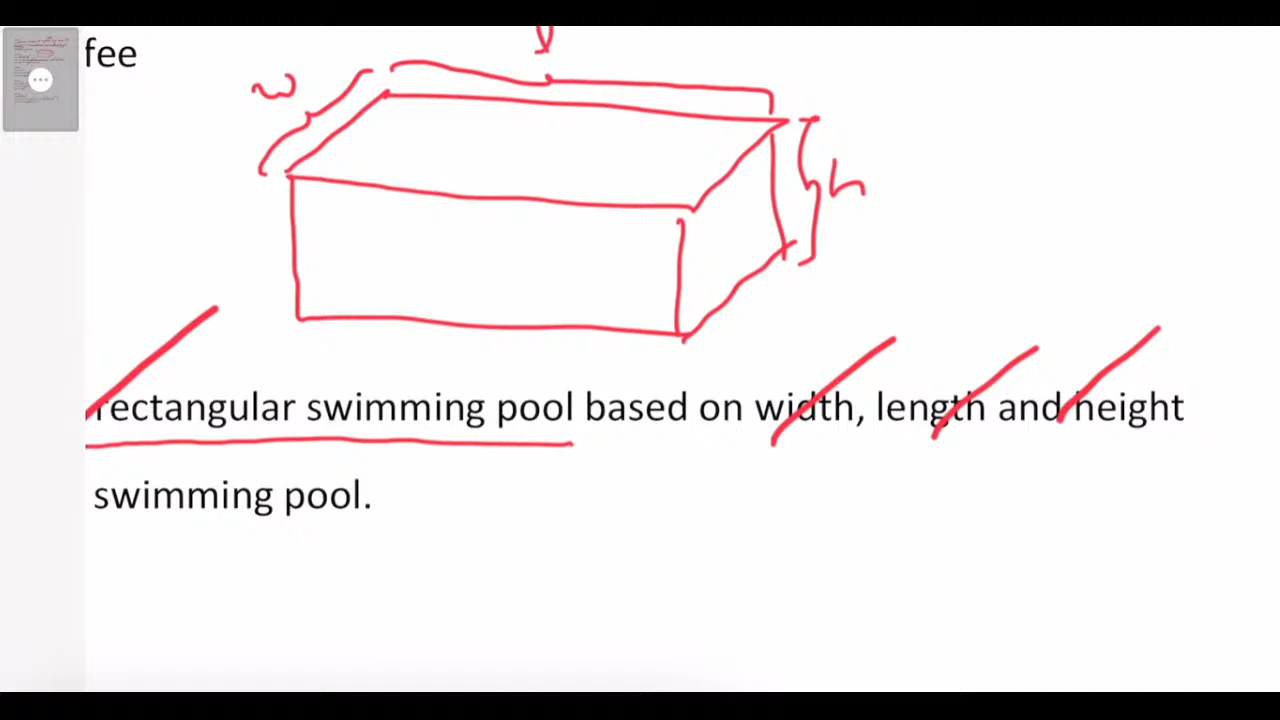 fee
l
w
h
rectangular swimming pool based on width, length and height
swimming pool.